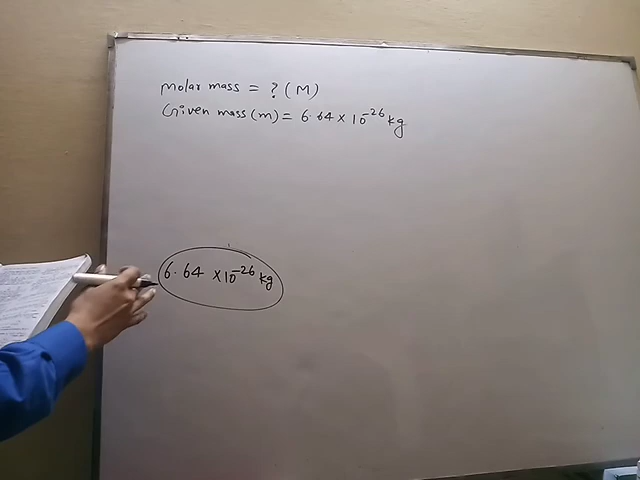 Molar mass = ? (M)
Given mass (m) = 6.64 × 10⁻²⁶ kg
6.64 × 10⁻²⁶ kg